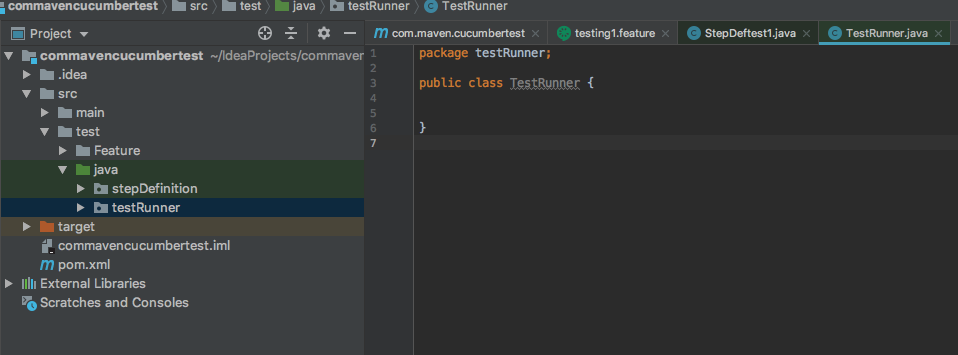 commavencucumbertest src test java testRunner TestRunner
Project
com.maven.cucumbertest testing1.feature StepDeftest1.java TestRunner.java
commavencucumbertest ~/IdeaProjects/commaver
.idea
src
main
test
Feature
java
stepDefinition
testRunner
target
commavencucumbertest.iml
pom.xml
External Libraries
Scratches and Consoles
1 package testRunner;
2
3 public class TestRunner {
4
5
6 }
7